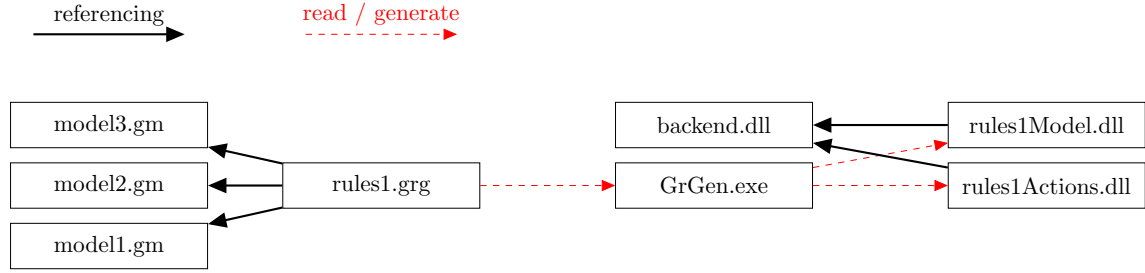 referencing
read / generate
model3.gm
backend.dll
rules1Model.dll
model2.gm
rules1.grg
GrGen.exe
rules1Actions.dll
model1.gm